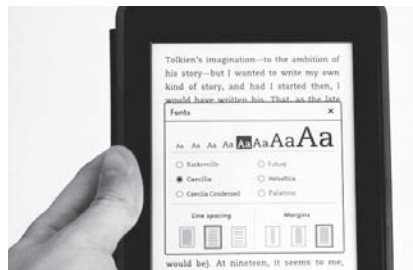 Tolkien's imagination—to the ambition of
his story—but I wanted to write my own
kind of story, and had I started then, I
would have written his. That, as the late
Fonts ×
Aa Aa Aa Aa Aa Aa Aa Aa
Baskerville Futura
Caecilia Helvetica
Caecilia Condensed Palatino
Line spacing Margins
would be). At nineteen, it seems to me,